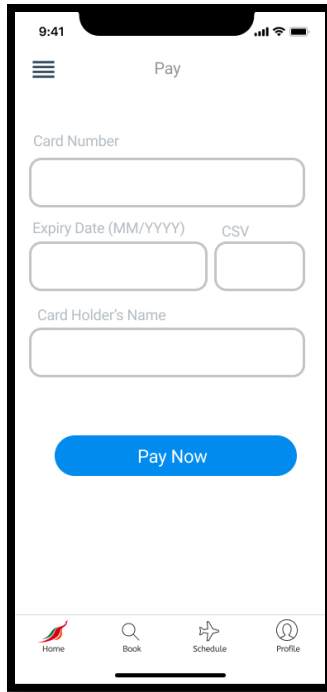 9:41
Pay
Card Number
Expiry Date (MM/YYYY) CSV
Card Holder's Name
Pay Now
Home Book Schedule Profile